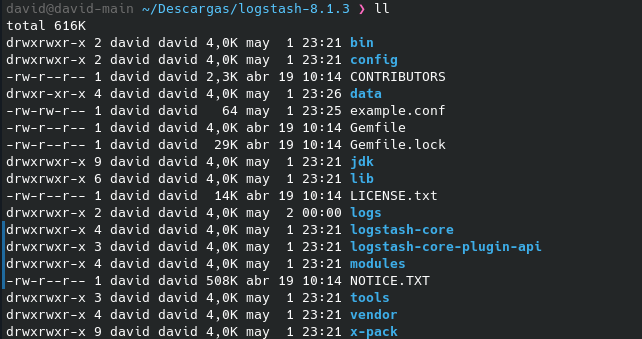 david@david-main ~/Descargas/logstash-8.1.3 ❯ ll
total 616K
drwxrwxr-x 2 david david 4,0K may  1 23:21 bin
drwxrwxr-x 2 david david 4,0K may  1 23:21 config
-rw-r--r-- 1 david david 2,3K abr 19 10:14 CONTRIBUTORS
drwxr-xr-x 4 david david 4,0K may  1 23:26 data
-rw-r--r-- 1 david david   64 may  1 23:25 example.conf
-rw-r--r-- 1 david david 4,0K abr 19 10:14 Gemfile
-rw-r--r-- 1 david david  29K abr 19 10:14 Gemfile.lock
drwxrwxr-x 9 david david 4,0K may  1 23:21 jdk
drwxrwxr-x 6 david david 4,0K may  1 23:21 lib
-rw-r--r-- 1 david david  14K abr 19 10:14 LICENSE.txt
drwxrwxr-x 2 david david 4,0K may  2 00:00 logs
drwxrwxr-x 4 david david 4,0K may  1 23:21 logstash-core
drwxrwxr-x 3 david david 4,0K may  1 23:21 logstash-core-plugin-api
drwxrwxr-x 4 david david 4,0K may  1 23:21 modules
-rw-r--r-- 1 david david 508K abr 19 10:14 NOTICE.TXT
drwxrwxr-x 3 david david 4,0K may  1 23:21 tools
drwxrwxr-x 4 david david 4,0K may  1 23:21 vendor
drwxrwxr-x 9 david david 4,0K may  1 23:21 x-pack